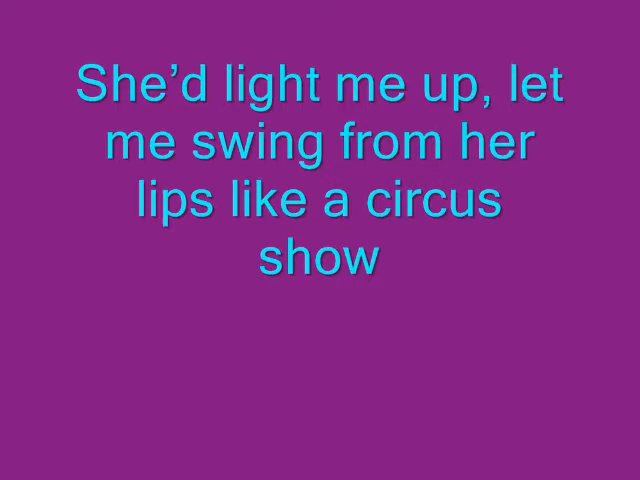 She’d light me up, let
me swing from her
lips like a circus
show